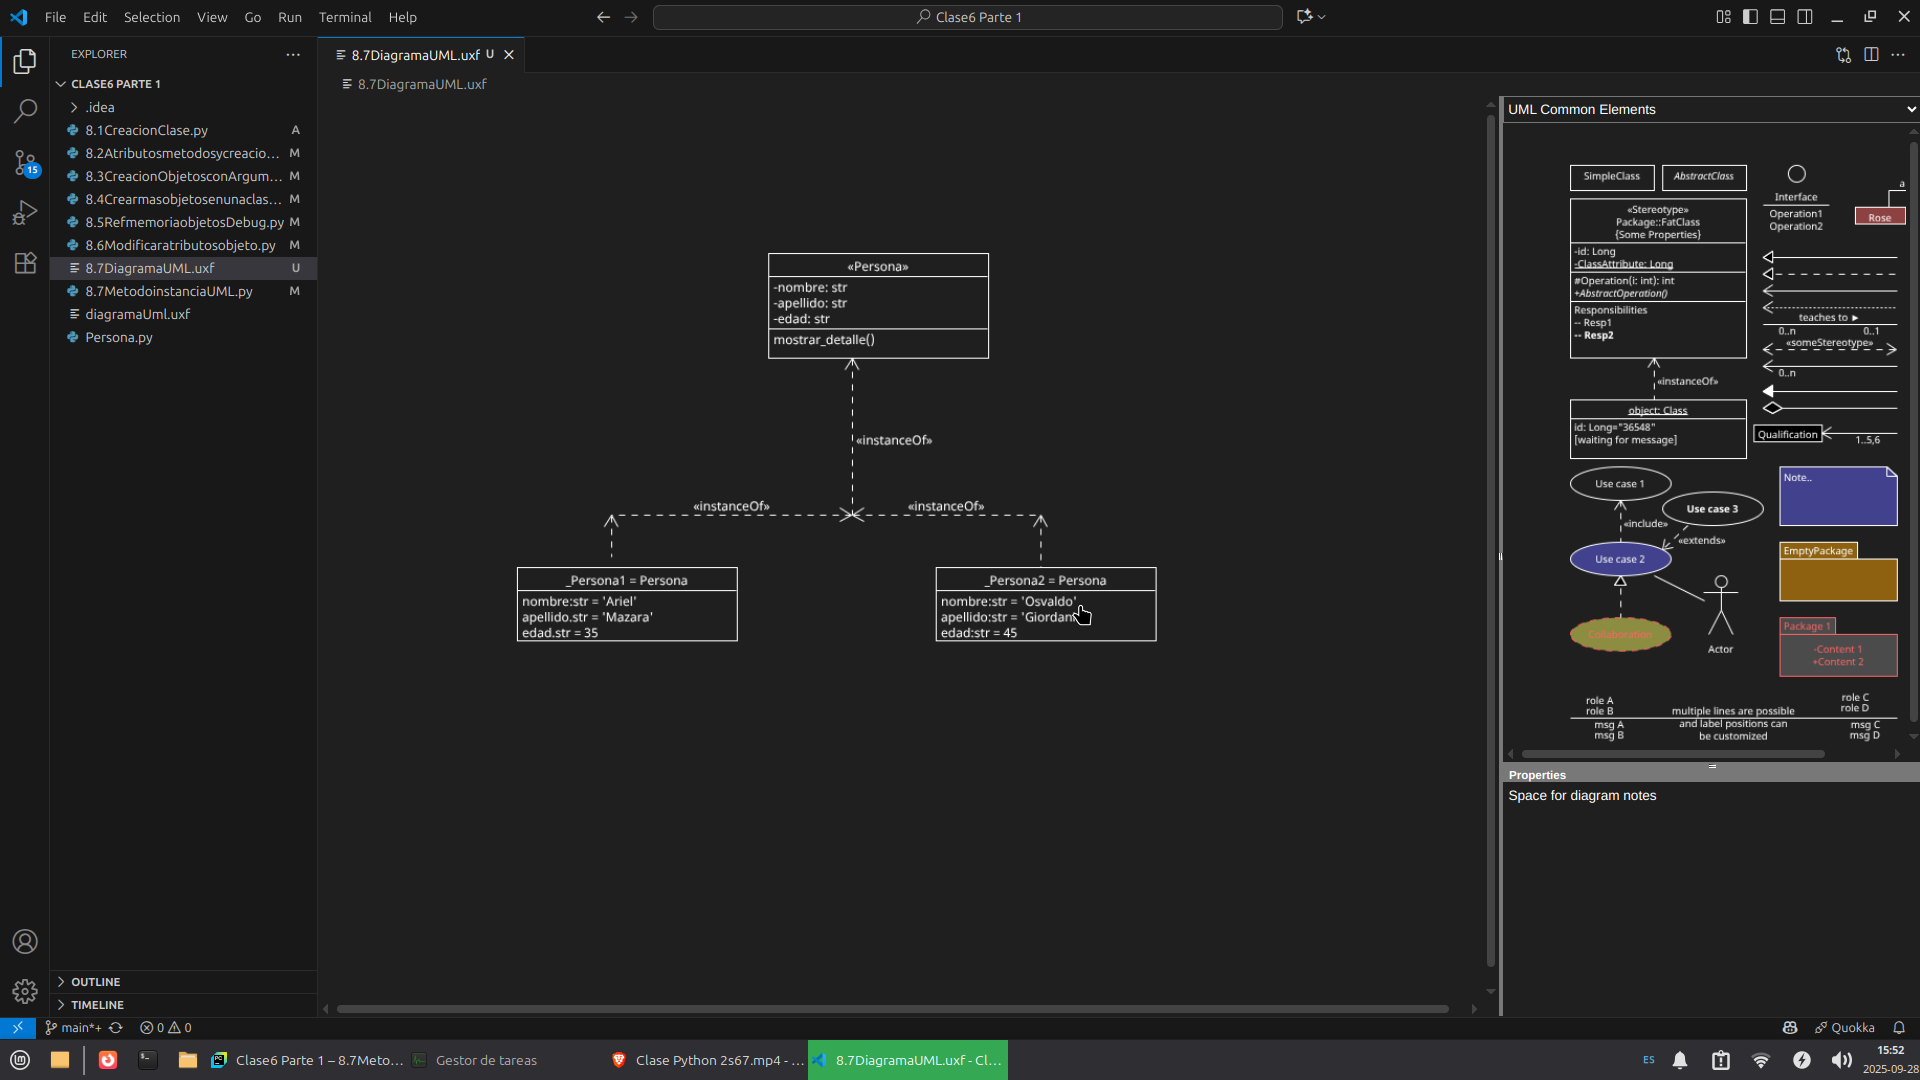 File Edit Selection View Go Run Terminal Help
Clase6 Parte 1
EXPLORER
CLASE6 PARTE 1
.idea
8.1CreacionClase.py A
8.2Atributosmetodosycreacio... M
8.3CreacionObjetosconArgum... M
8.4Crearmasobjetosenunaclas... M
8.5RefmemoriaobjetosDebug.py M
8.6Modificaratributosobjeto.py M
8.7DiagramaUML.uxf U
8.7MetodoinstanciaUML.py M
diagramaUml.uxf
Persona.py
15
OUTLINE
TIMELINE
8.7DiagramaUML.uxf U
8.7DiagramaUML.uxf
«Persona»
-nombre: str
-apellido: str
-edad: str
mostrar_detalle()
«instanceOf»
«instanceOf»
«instanceOf»
_Persona1 = Persona
nombre:str = 'Ariel'
apellido.str = 'Mazara'
edad.str = 35
_Persona2 = Persona
nombre:str = 'Osvaldo'
apellido:str = 'Giordan
edad:str = 45
UML Common Elements
SimpleClass
AbstractClass
«Stereotype»
Package::FatClass
{Some Properties}
-id: Long
-ClassAttribute: Long
#Operation(i: int): int
+AbstractOperation()
Responsibilities
-- Resp1
-- Resp2
Interface
Operation1
Operation2
a
Rose
teaches to ►
0..n 0..1
«someStereotype»
0..n
«instanceOf»
object: Class
id: Long="36548"
[waiting for message]
Qualification
1..5,6
Use case 1
Use case 3
«include»
«extends»
Use case 2
Collaboration
Actor
Note..
EmptyPackage
Package 1
-Content 1
+Content 2
role A
role B
msg A
msg B
multiple lines are possible
and label positions can
be customized
role C
role D
msg C
msg D
Properties
Space for diagram notes
main*+ 0 0
Quokka
Clase6 Parte 1 – 8.7Meto...
Gestor de tareas
Clase Python 2s67.mp4 - ...
8.7DiagramaUML.uxf - Cl...
ES
15:52
2025-09-28